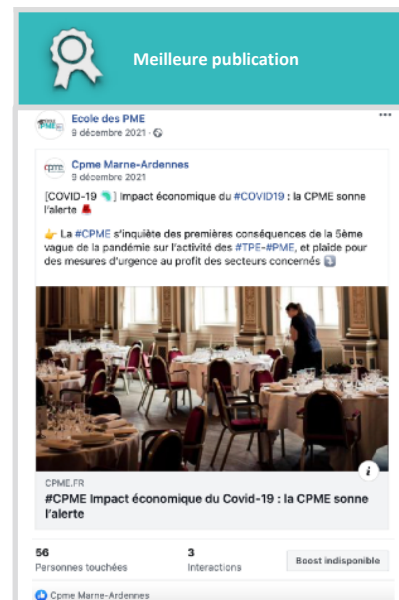 Meilleure publication
Ecole des PME
9 décembre 2021 ·
Cpme Marne-Ardennes
9 décembre 2021
[COVID-19 🦠] Impact économique du #COVID19 : la CPME sonne
l'alerte 🚨
👉 La #CPME s'inquiète des premières conséquences de la 5ème
vague de la pandémie sur l'activité des #TPE-#PME, et plaide pour
des mesures d'urgence au profit des secteurs concernés ⤵️
CPME.FR
#CPME Impact économique du Covid-19 : la CPME sonne
l'alerte
56
Personnes touchées
3
Interactions
Boost indisponible
Cpme Marne-Ardennes